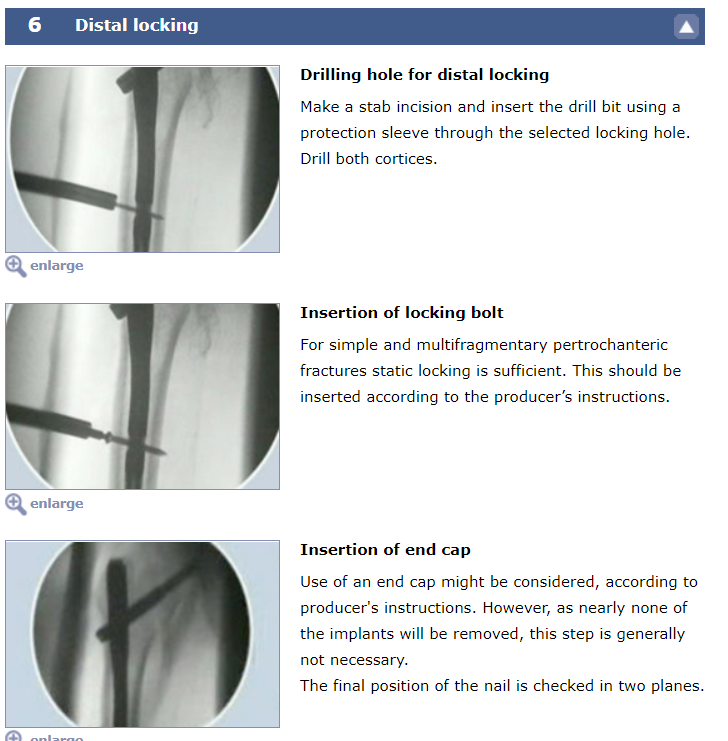 6 Distal locking
Drilling hole for distal locking
Make a stab incision and insert the drill bit using a
protection sleeve through the selected locking hole.
Drill both cortices.
enlarge
Insertion of locking bolt
For simple and multifragmentary pertrochanteric
fractures static locking is sufficient. This should be
inserted according to the producer’s instructions.
enlarge
Insertion of end cap
Use of an end cap might be considered, according to
producer's instructions. However, as nearly none of
the implants will be removed, this step is generally
not necessary.
The final position of the nail is checked in two planes.
enlarge